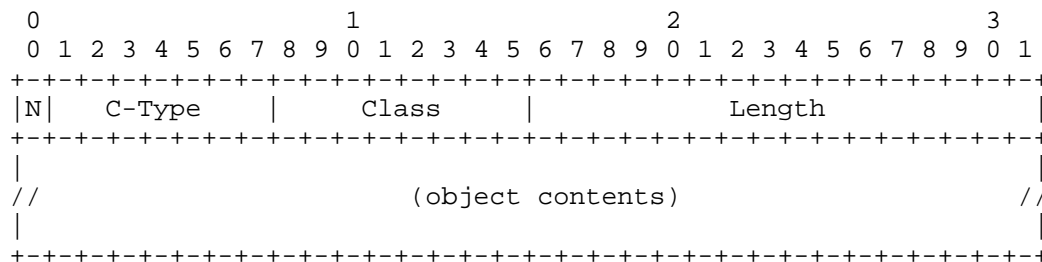 0                   1                   2                   3
 0 1 2 3 4 5 6 7 8 9 0 1 2 3 4 5 6 7 8 9 0 1 2 3 4 5 6 7 8 9 0 1
+-+-+-+-+-+-+-+-+-+-+-+-+-+-+-+-+-+-+-+-+-+-+-+-+-+-+-+-+-+-+-+-+
|N|   C-Type    |     Class     |            Length             |
+-+-+-+-+-+-+-+-+-+-+-+-+-+-+-+-+-+-+-+-+-+-+-+-+-+-+-+-+-+-+-+-+
|                                                               |
//                       (object contents)                     //
|                                                               |
+-+-+-+-+-+-+-+-+-+-+-+-+-+-+-+-+-+-+-+-+-+-+-+-+-+-+-+-+-+-+-+-+